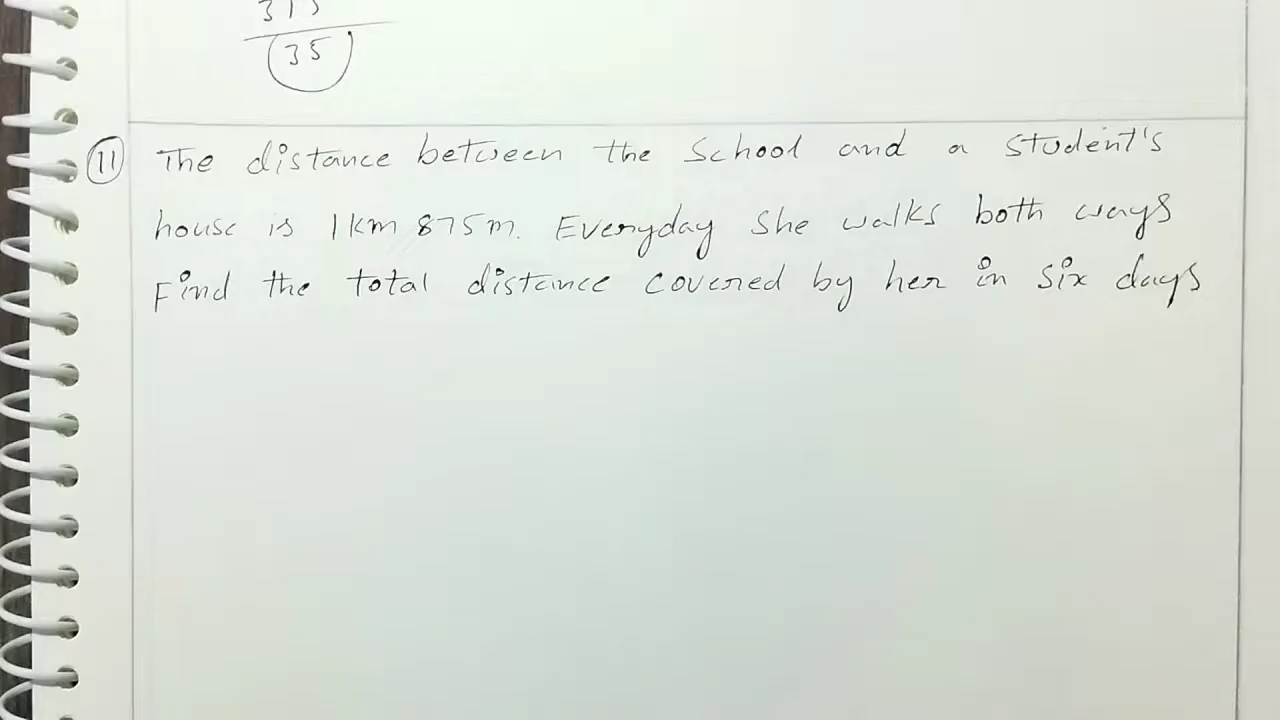 35
11 The distance between the school and a student's
house is 1km 875m. Everyday she walks both ways
Find the total distance covered by her in six days